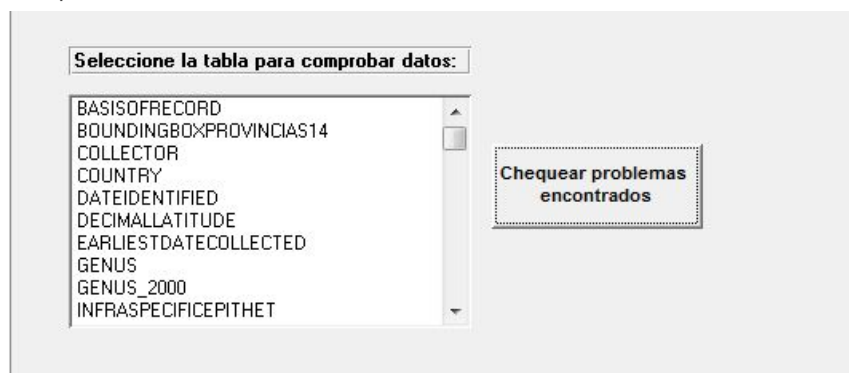 Seleccione la tabla para comprobar datos:
BASISOFRECORD
BOUNDINGBOXPROVINCIAS14
COLLECTOR
COUNTRY
DATEIDENTIFIED
DECIMALLATITUDE
EARLIESTDATECOLLECTED
GENUS
GENUS_2000
INFRASPECIFICEPITHET
Chequear problemas
encontrados